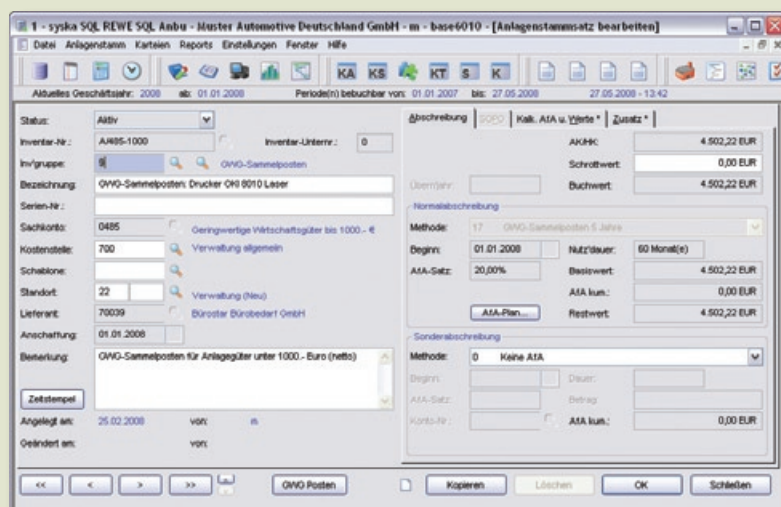 1 - syska SQL REWE SQL Anbu - Muster Automotive Deutschland GmbH - m - base6010 - [Anlagenstammsatz bearbeiten]
Datei Anlagenstamm Karteien Reports Einstellungen Fenster Hilfe
KA KS KT S K
Aktuelles Geschäftsjahr: 2008 ab: 01.01.2008 Periode(n) bebuchbar von: 01.01.2007 bis: 27.05.2008 27.05.2008 - 13:42
Status: Aktiv
Inventar-Nr.: A/485-1000 Inventar-Unternr.: 0
Inv'gruppe: 9 GWG-Sammelposten
Bezeichnung: GWG-Sammelposten: Drucker OKI 8010 Laser
Serien-Nr.:
Sachkonto: 0485 Geringwertige Wirtschaftsgüter bis 1000.- €
Kostenstelle: 700 Verwaltung allgemein
Schablone:
Standort: 22 Verwaltung (Neu)
Lieferant: 70039 Bürostar Bürobedarf GmbH
Anschaffung: 01.01.2008
Bemerkung: GWG-Sammelposten für Anlagegüter unter 1000.- Euro (netto)
Zeitstempel
Angelegt am: 25.02.2008 von: m
Geändert am: von:
Abschreibung SOPO Kalk. AfA u. Werte * Zusatz *
AK/HK: 4.502,22 EUR
Schrottwert: 0,00 EUR
Übern'jahr: Buchwert: 4.502,22 EUR
Normalabschreibung
Methode: 17 GWG-Sammelposten 5 Jahre
Beginn: 01.01.2008 Nutz'dauer: 60 Monat(e)
AfA-Satz: 20,00% Basiswert: 4.502,22 EUR
AfA kum.: 0,00 EUR
AfA-Plan... Restwert: 4.502,22 EUR
Sonderabschreibung
Methode: 0 Keine AfA
Beginn: Dauer:
AfA-Satz: Betrag:
Konto-Nr.: AfA kum.: 0,00 EUR
<< < > >> GWG Posten Kopieren Löschen OK Schließen